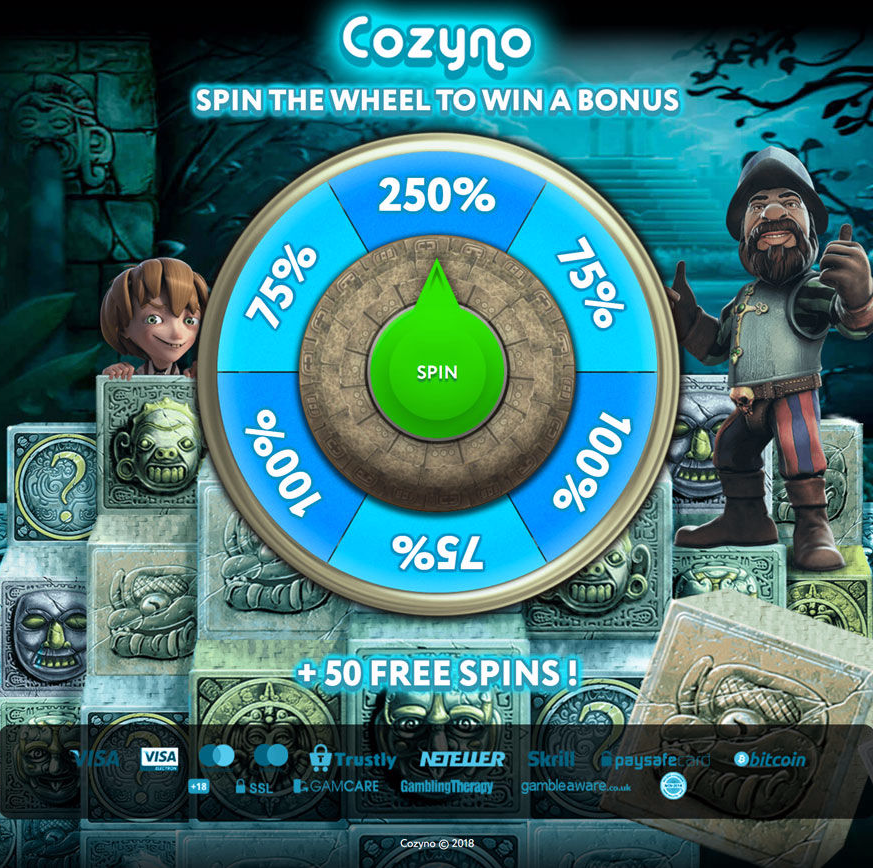 Cozyno
SPIN THE WHEEL TO WIN A BONUS
250%
75%
75%
SPIN
100%
100%
75%
+ 50 FREE SPINS !
VISA VISA ELECTRON Trustly NETELLER Skrill paysafecard bitcoin
+18 SSL GAMCARE GamblingTherapy gambleaware.co.uk
Cozyno © 2018